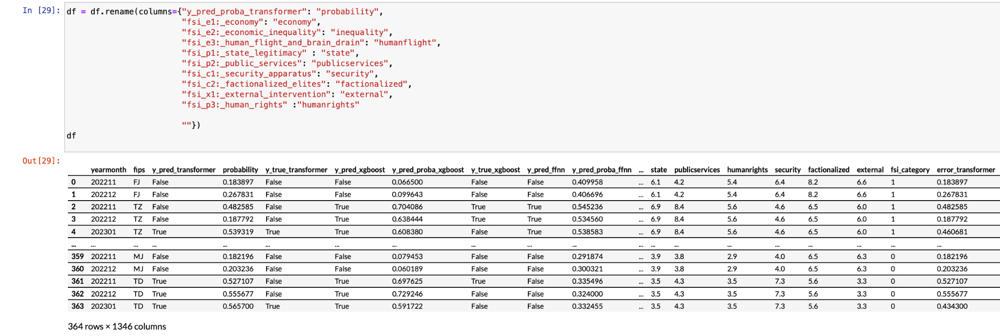 In [29]: df = df.rename(columns={"y_pred_proba_transformer": "probability",
"fsi_e1:_economy": "economy",
"fsi_e2:_economic_inequality": "inequality",
"fsi_e3:_human_flight_and_brain_drain": "humanflight",
"fsi_p1:_state_legitimacy" : "state",
"fsi_p2:_public_services": "publicservices",
"fsi_c1:_security_apparatus": "security",
"fsi_c2:_factionalized_elites": "factionalized",
"fsi_x1:_external_intervention": "external",
"fsi_p3:_human_rights" :"humanrights"
""})
df
Out[29]:
yearmonth fips y_pred_transformer probability y_true_transformer y_pred_xgboost y_pred_proba_xgboost y_true_xgboost y_pred_ffnn y_pred_proba_ffnn ... state publicservices humanrights security factionalized external fsi_category error_transformer
0 202211 FJ False 0.183897 False False 0.066500 False False 0.409958 ... 6.1 4.2 5.4 6.4 8.2 6.6 1 0.183897
1 202212 FJ False 0.267831 False False 0.099643 False False 0.406696 ... 6.1 4.2 5.4 6.4 8.2 6.6 1 0.267831
2 202211 TZ False 0.482585 False True 0.704086 True True 0.545236 ... 6.9 8.4 5.6 4.6 6.5 6.0 1 0.482585
3 202212 TZ False 0.187792 False True 0.638444 True True 0.534560 ... 6.9 8.4 5.6 4.6 6.5 6.0 1 0.187792
4 202301 TZ True 0.539319 True True 0.608380 False True 0.538583 ... 6.9 8.4 5.6 4.6 6.5 6.0 1 0.460681
... ... ... ... ... ... ... ... ... ... ... ... ... ... ... ... ... ... ...
359 202211 MJ False 0.182196 False False 0.079453 False False 0.291874 ... 3.9 3.8 2.9 4.0 6.5 6.3 0 0.182196
360 202212 MJ False 0.203236 False False 0.060189 False False 0.300321 ... 3.9 3.8 2.9 4.0 6.5 6.3 0 0.203236
361 202211 TD True 0.527107 False True 0.697625 True False 0.335496 ... 3.5 4.3 3.5 7.3 5.6 3.3 0 0.527107
362 202212 TD True 0.555677 False True 0.729246 False False 0.324000 ... 3.5 4.3 3.5 7.3 5.6 3.3 0 0.555677
363 202301 TD True 0.565700 True True 0.591722 False False 0.332455 ... 3.5 4.3 3.5 7.3 5.6 3.3 0 0.434300
364 rows × 1346 columns